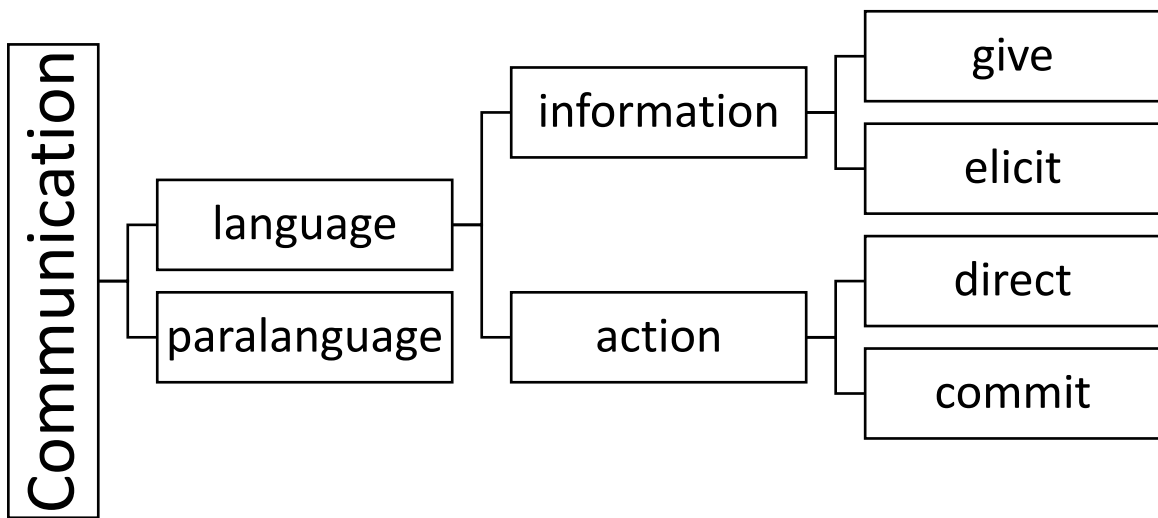 Communication
language
paralanguage
information
action
give
elicit
direct
commit